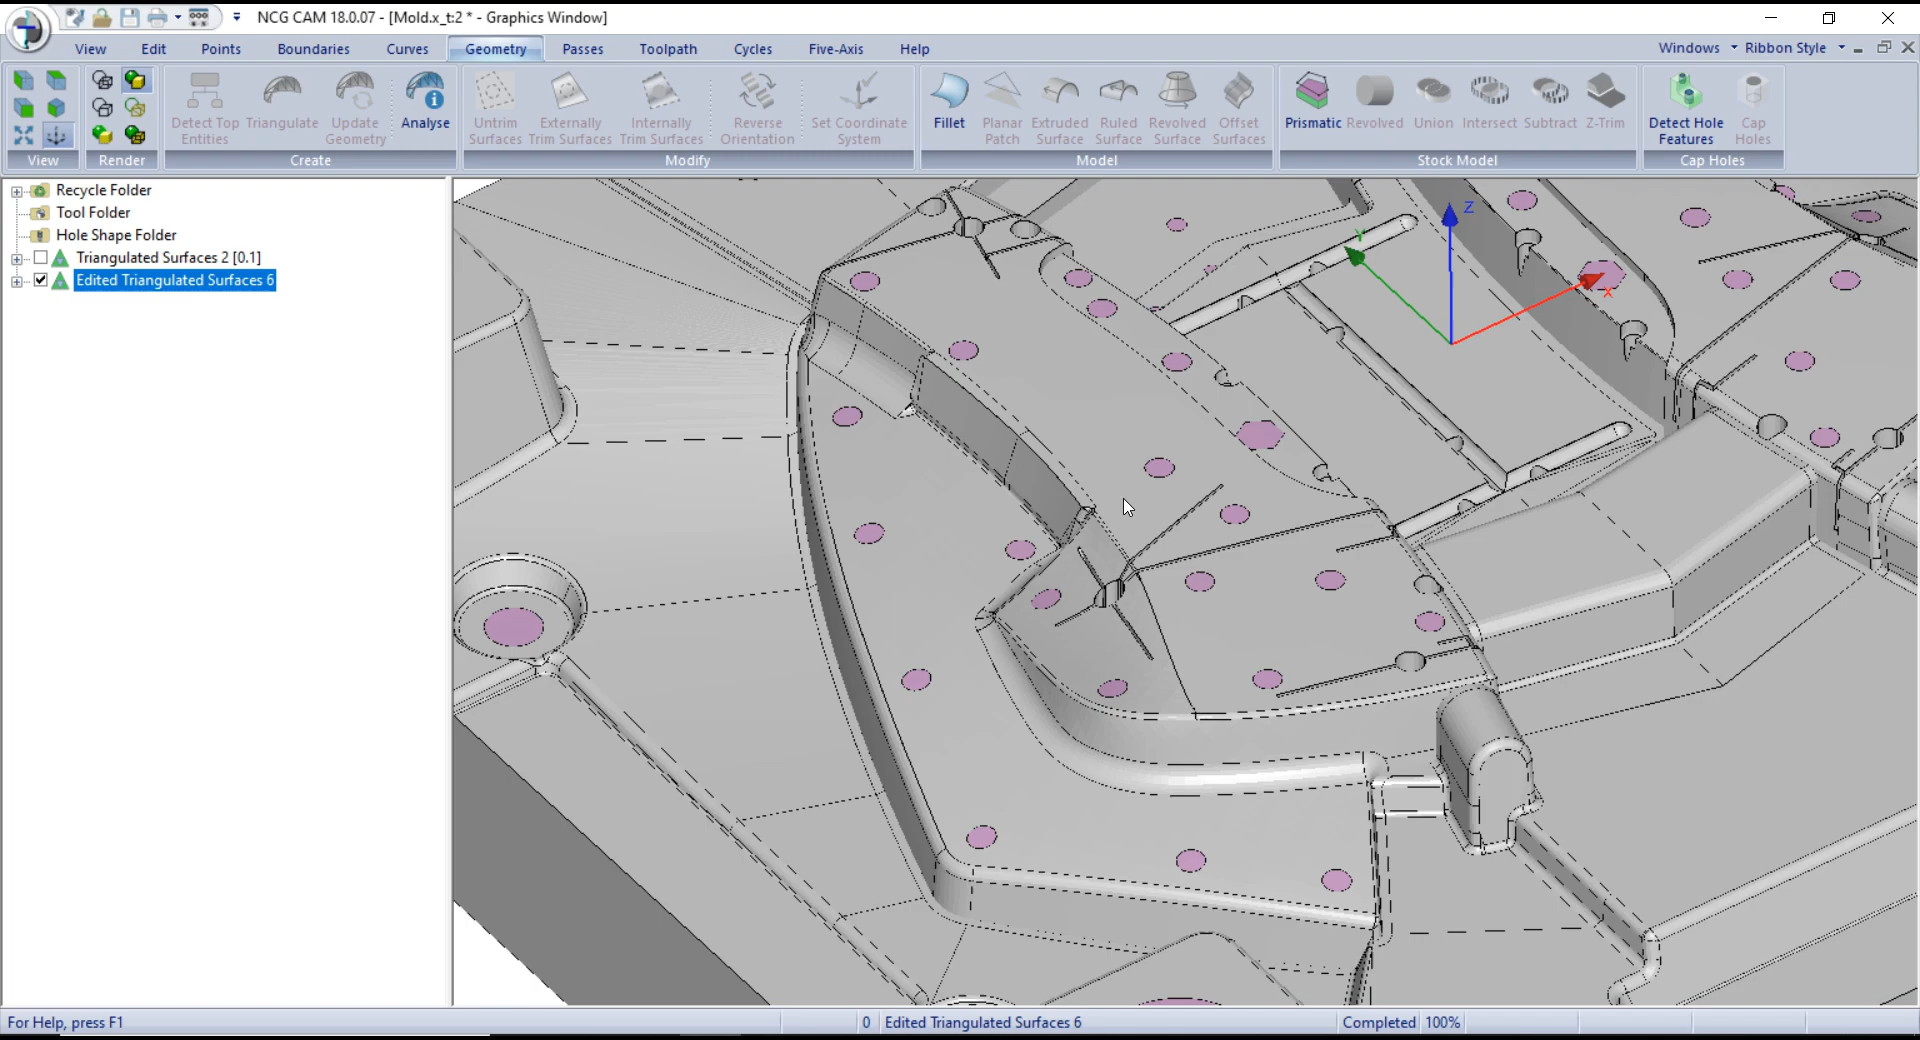 NCG CAM 18.0.07 - [Mold.x_t:2 * - Graphics Window]
View Edit Points Boundaries Curves Geometry Passes Toolpath Cycles Five-Axis Help Windows Ribbon Style
Detect Top Entities
Triangulate
Update Geometry
Analyse
Untrim Surfaces
Externally Trim Surfaces
Internally Trim Surfaces
Reverse Orientation
Set Coordinate System
Fillet
Planar Patch
Extruded Surface
Ruled Surface
Revolved Surface
Offset Surfaces
Prismatic
Revolved
Union
Intersect
Subtract
Z-Trim
Detect Hole Features
Cap Holes
View Render Create Modify Model Stock Model Cap Holes
Recycle Folder
Tool Folder
Hole Shape Folder
Triangulated Surfaces 2 [0.1]
Edited Triangulated Surfaces 6
Z
Y
X
For Help, press F1 0 Edited Triangulated Surfaces 6 Completed 100%